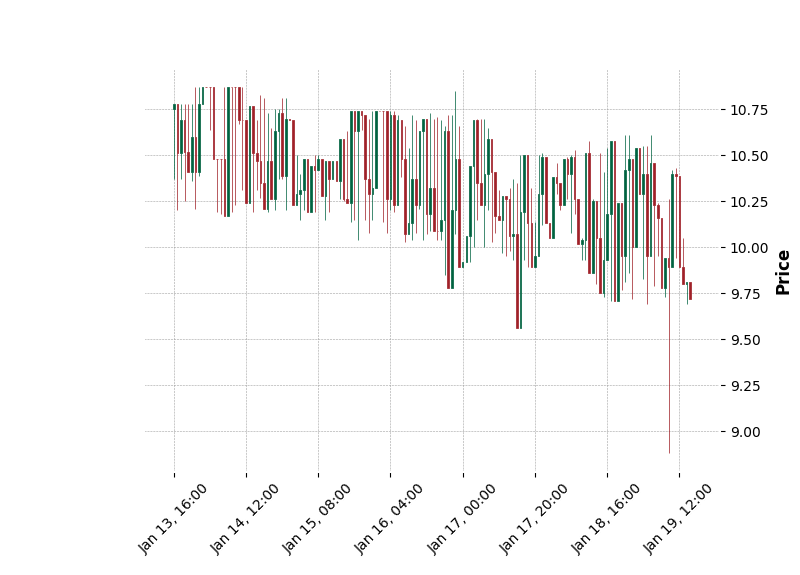 10.75
10.50
10.25
10.00
9.75
9.50
9.25
9.00
Price
Jan 13, 16:00
Jan 14, 12:00
Jan 15, 08:00
Jan 16, 04:00
Jan 17, 00:00
Jan 17, 20:00
Jan 18, 16:00
Jan 19, 12:00